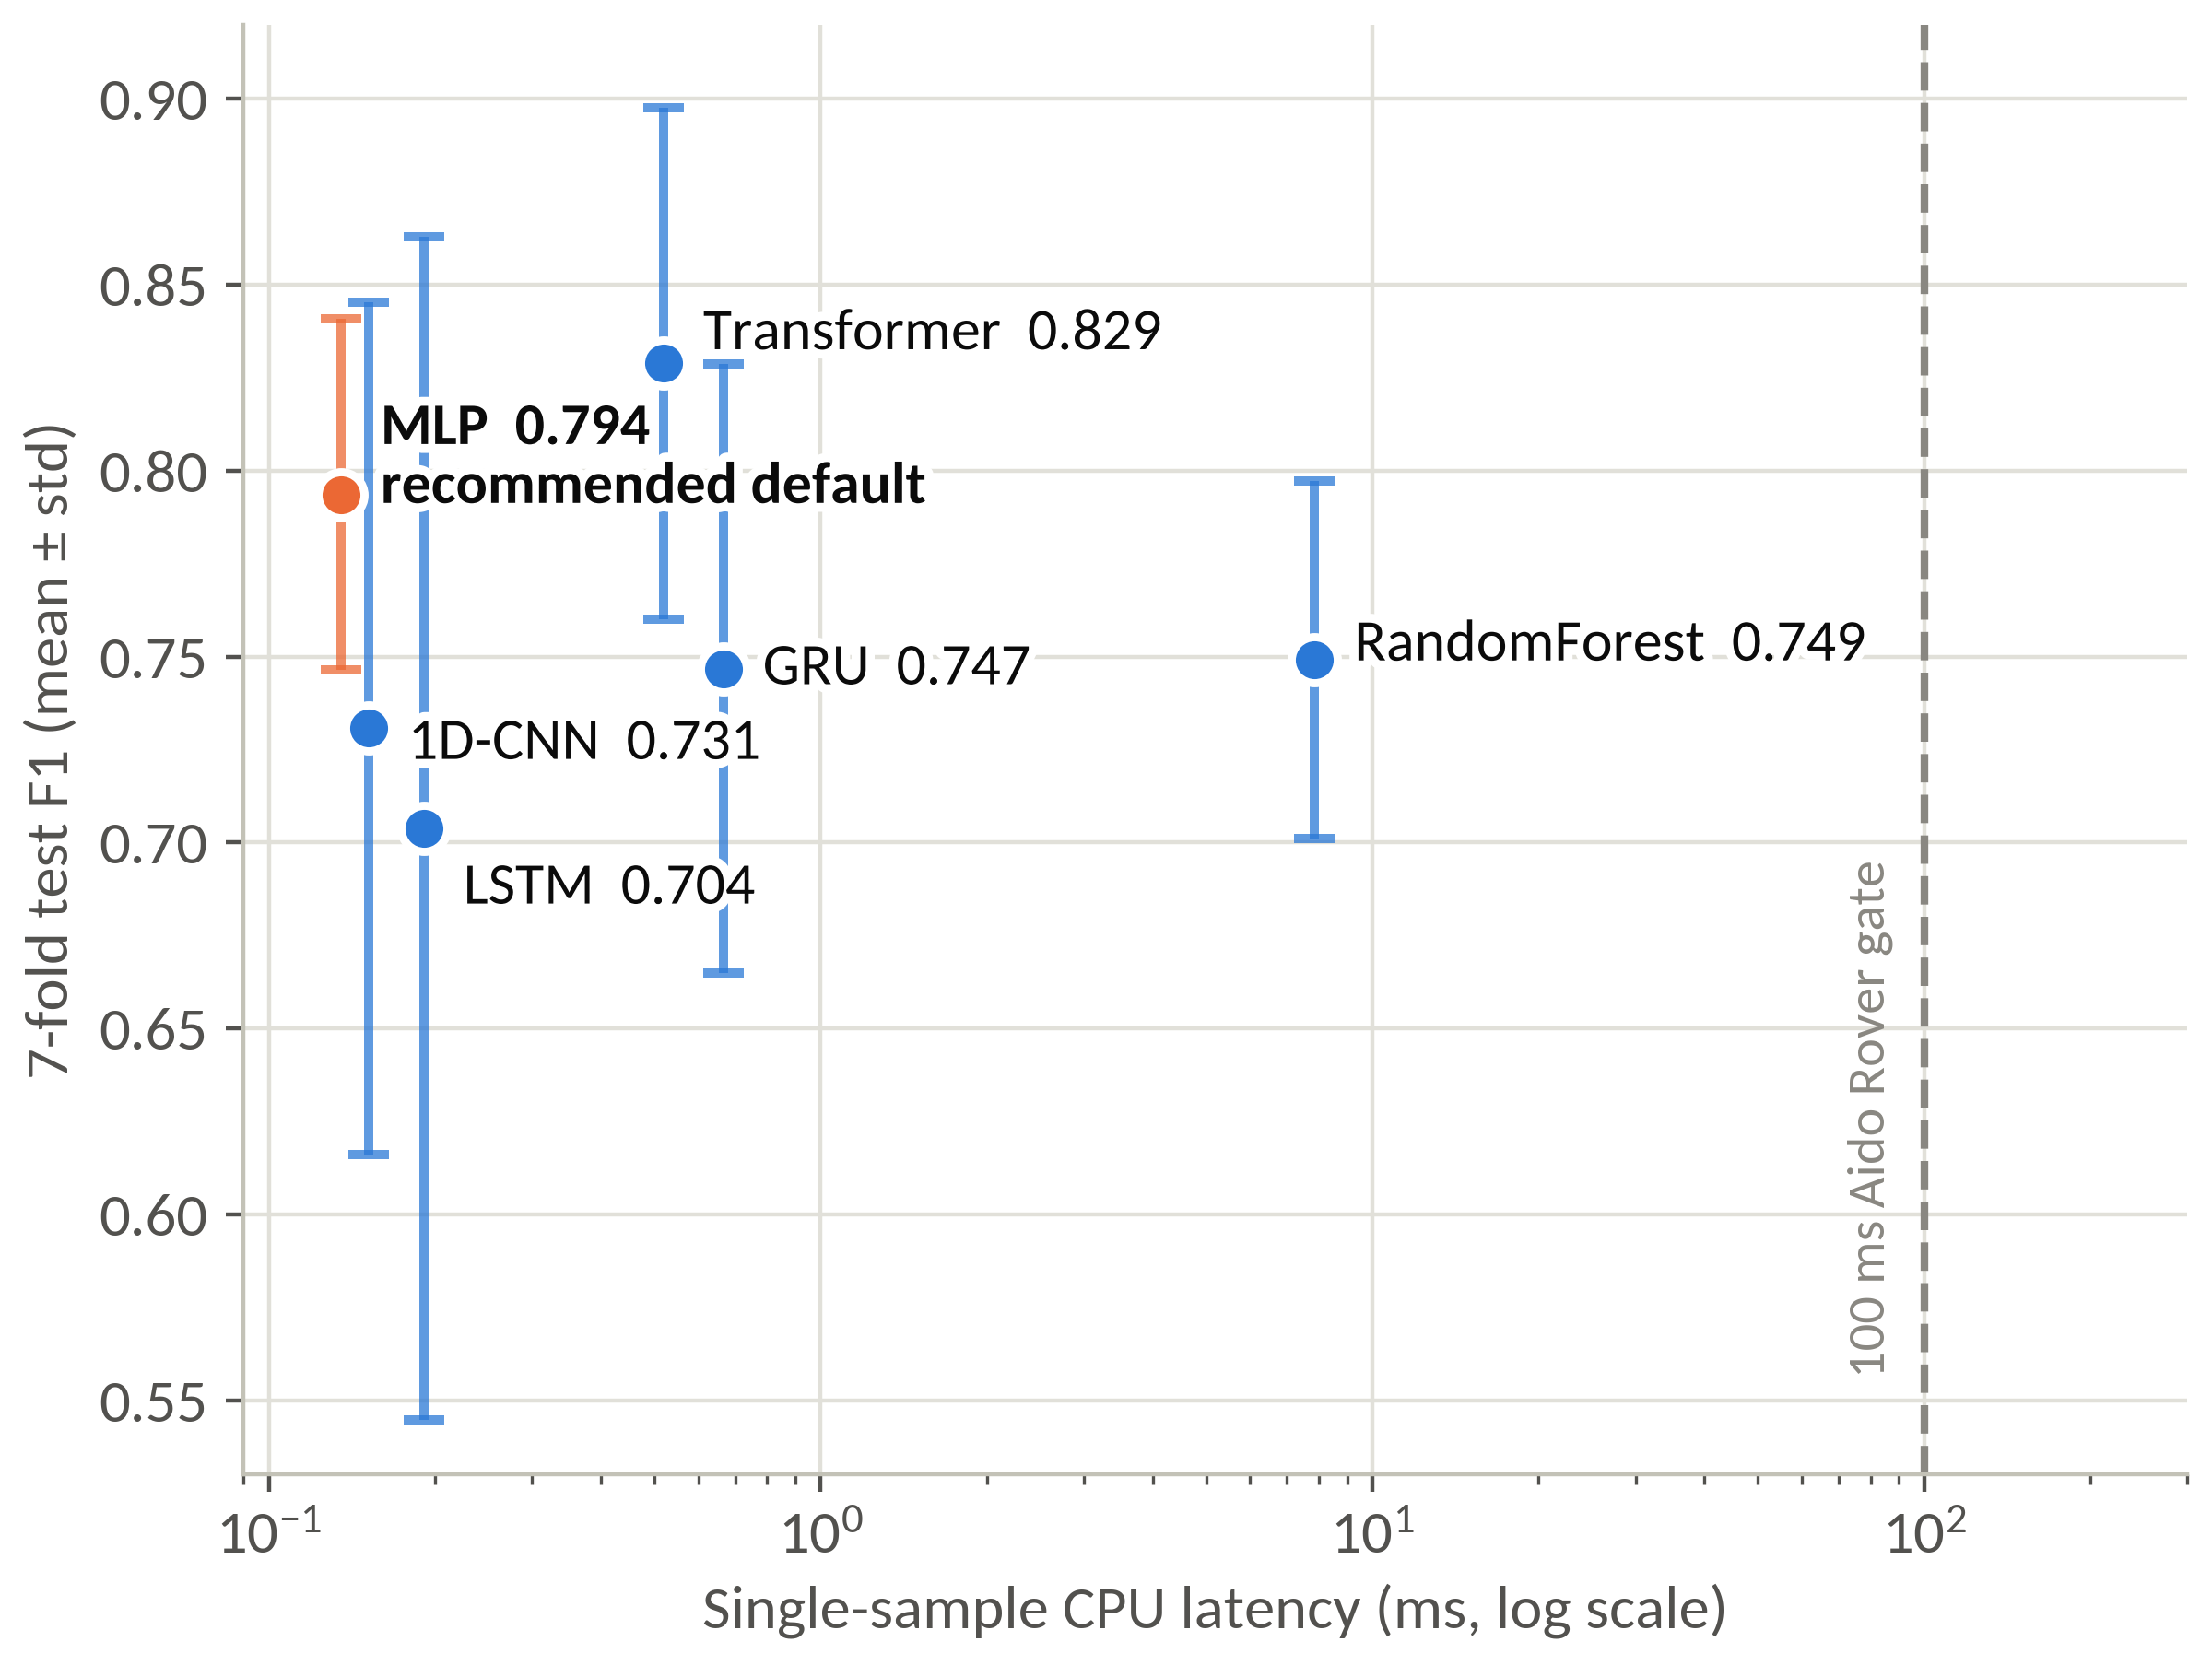 0.90
0.85
0.80
0.75
0.70
0.65
0.60
0.55
7-fold test F1 (mean ± std)
Transformer 0.829
MLP 0.794
recommended default
RandomForest 0.749
GRU 0.747
1D-CNN 0.731
LSTM 0.704
100 ms Aido Rover gate
10⁻¹
10⁰
10¹
10²
Single-sample CPU latency (ms, log scale)